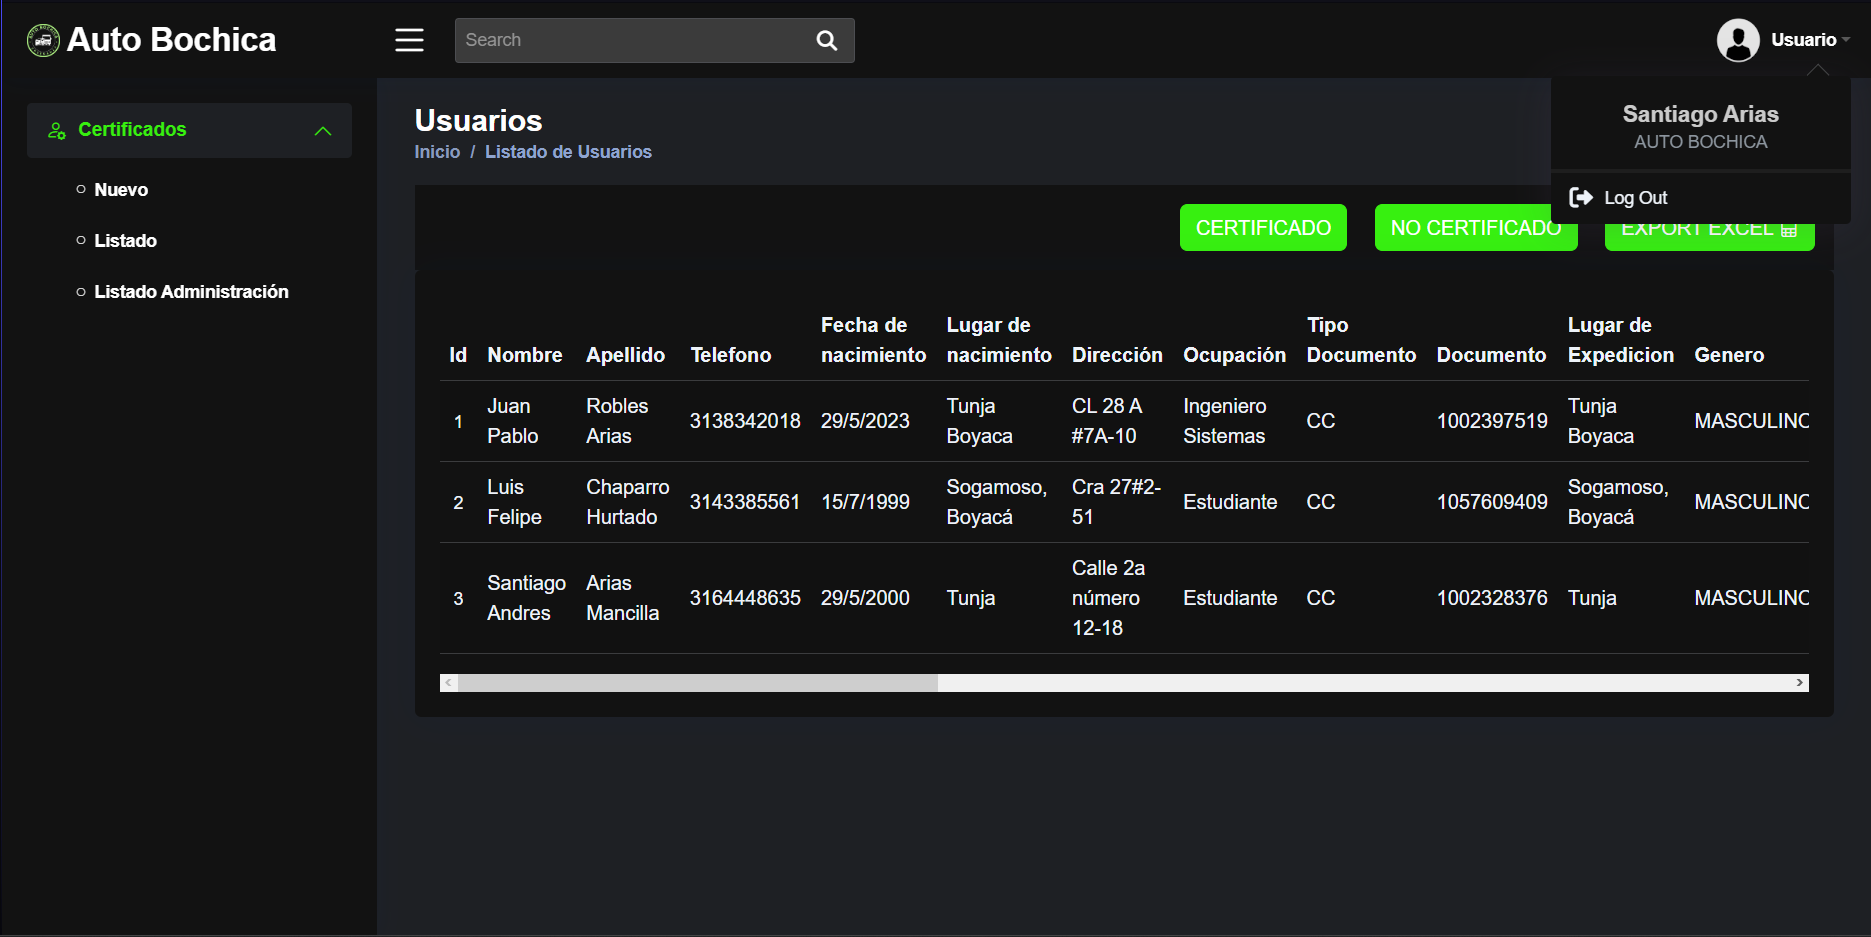 Auto Bochica
Search
Usuario
Certificados
Nuevo
Listado
Listado Administración
Usuarios
Inicio / Listado de Usuarios
Santiago Arias
AUTO BOCHICA
Log Out
CERTIFICADO NO CERTIFICADO EXPORT EXCEL
Id Nombre Apellido Telefono Fecha de nacimiento Lugar de nacimiento Dirección Ocupación Tipo Documento Documento Lugar de Expedicion Genero
1 Juan Pablo Robles Arias 3138342018 29/5/2023 Tunja Boyaca CL 28 A #7A-10 Ingeniero Sistemas CC 1002397519 Tunja Boyaca MASCULINO
2 Luis Felipe Chaparro Hurtado 3143385561 15/7/1999 Sogamoso, Boyacá Cra 27#2-51 Estudiante CC 1057609409 Sogamoso, Boyacá MASCULINO
3 Santiago Andres Arias Mancilla 3164448635 29/5/2000 Tunja Calle 2a número 12-18 Estudiante CC 1002328376 Tunja MASCULINO